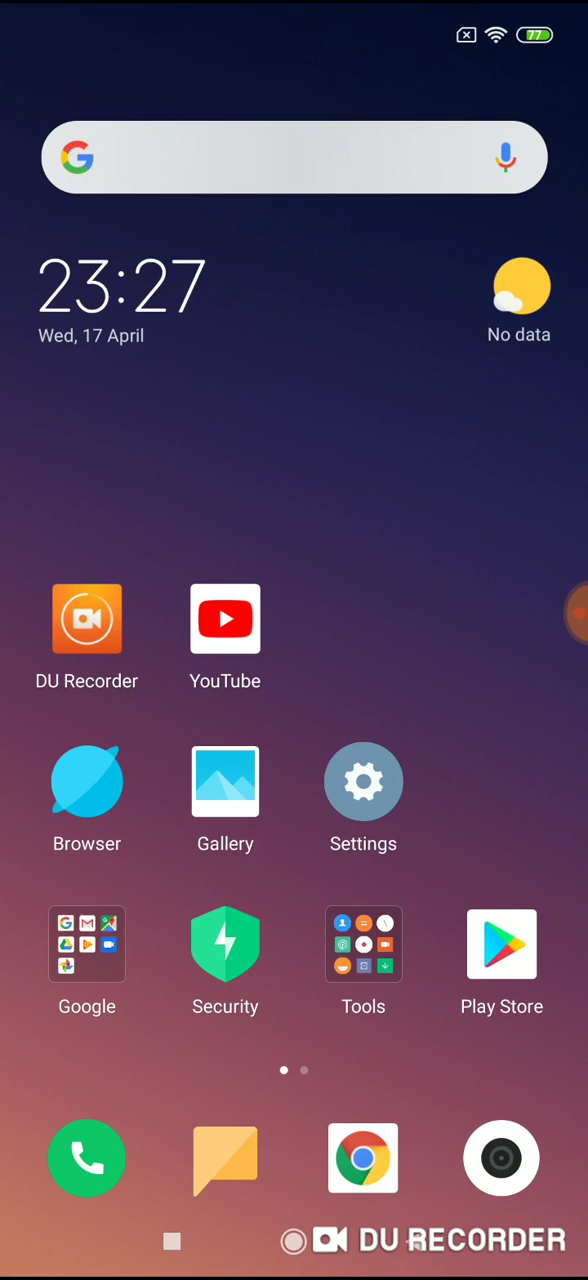 77
23:27
Wed, 17 April
No data
DU Recorder
YouTube
Browser
Gallery
Settings
Google
Security
Tools
Play Store
DU RECORDER